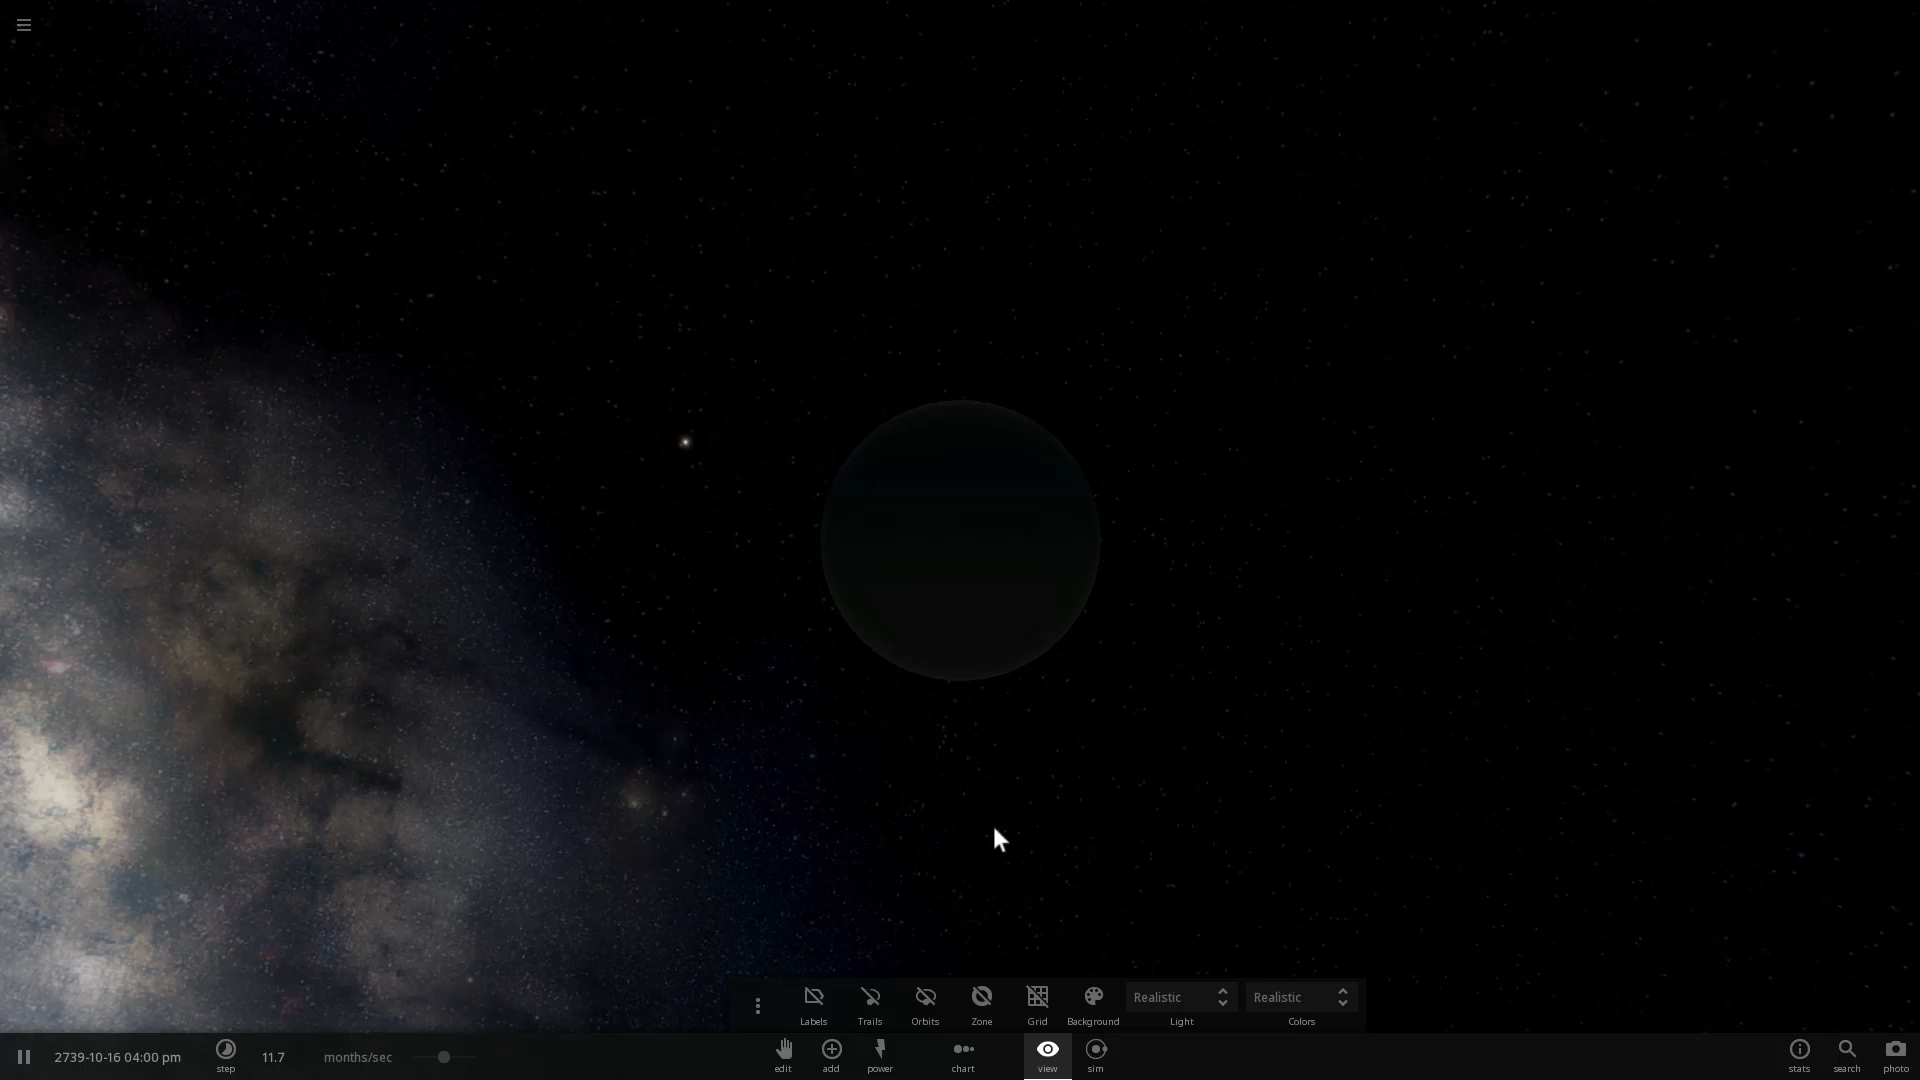 Labels
Trails
Orbits
Zone
Grid
Background
Realistic
Light
Realistic
Colors
2739-10-16 04:00 pm
step
11.7
months/sec
edit
add
power
chart
view
sim
stats
search
photo